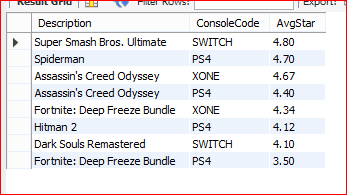 Result Grid Filter Rows: Export:
Description ConsoleCode AvgStar
Super Smash Bros. Ultimate SWITCH 4.80
Spiderman PS4 4.70
Assassin's Creed Odyssey XONE 4.67
Assassin's Creed Odyssey PS4 4.40
Fortnite: Deep Freeze Bundle XONE 4.34
Hitman 2 PS4 4.12
Dark Souls Remastered SWITCH 4.10
Fortnite: Deep Freeze Bundle PS4 3.50